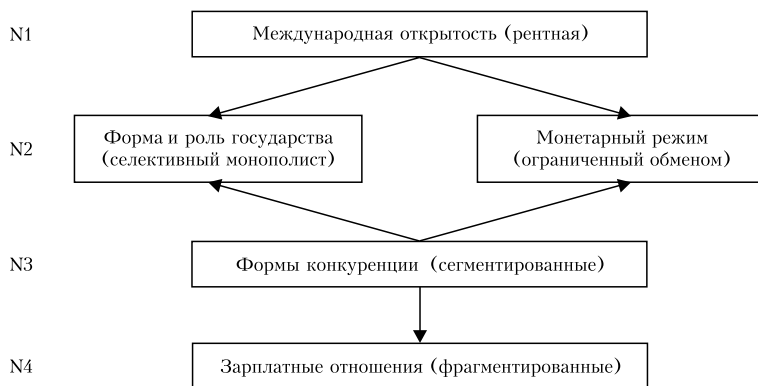 N1
Международная открытость (рентная)
N2
Форма и роль государства
(селективный монополист)
Монетарный режим
(ограниченный обменом)
N3
Формы конкуренции (сегментированные)
N4
Зарплатные отношения (фрагментированные)